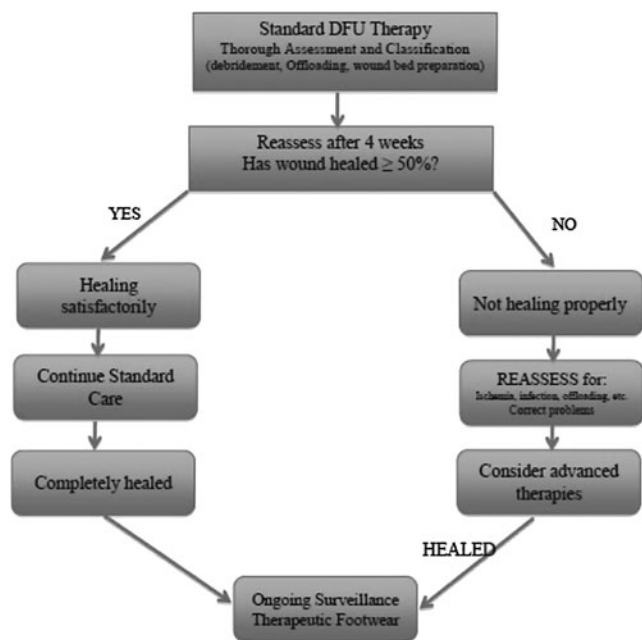 Standard DFU Therapy
Thorough Assessment and Classification
(debridement, Offloading, wound bed preparation)
Reassess after 4 weeks
Has wound healed ≥ 50%?
YES
NO
Healing
satisfactorily
Continue Standard
Care
Completely healed
Not healing properly
REASSESS for:
Ischemia, infection, offloading, etc.
Correct problems
Consider advanced
therapies
HEALED
Ongoing Surveillance
Therapeutic Footwear